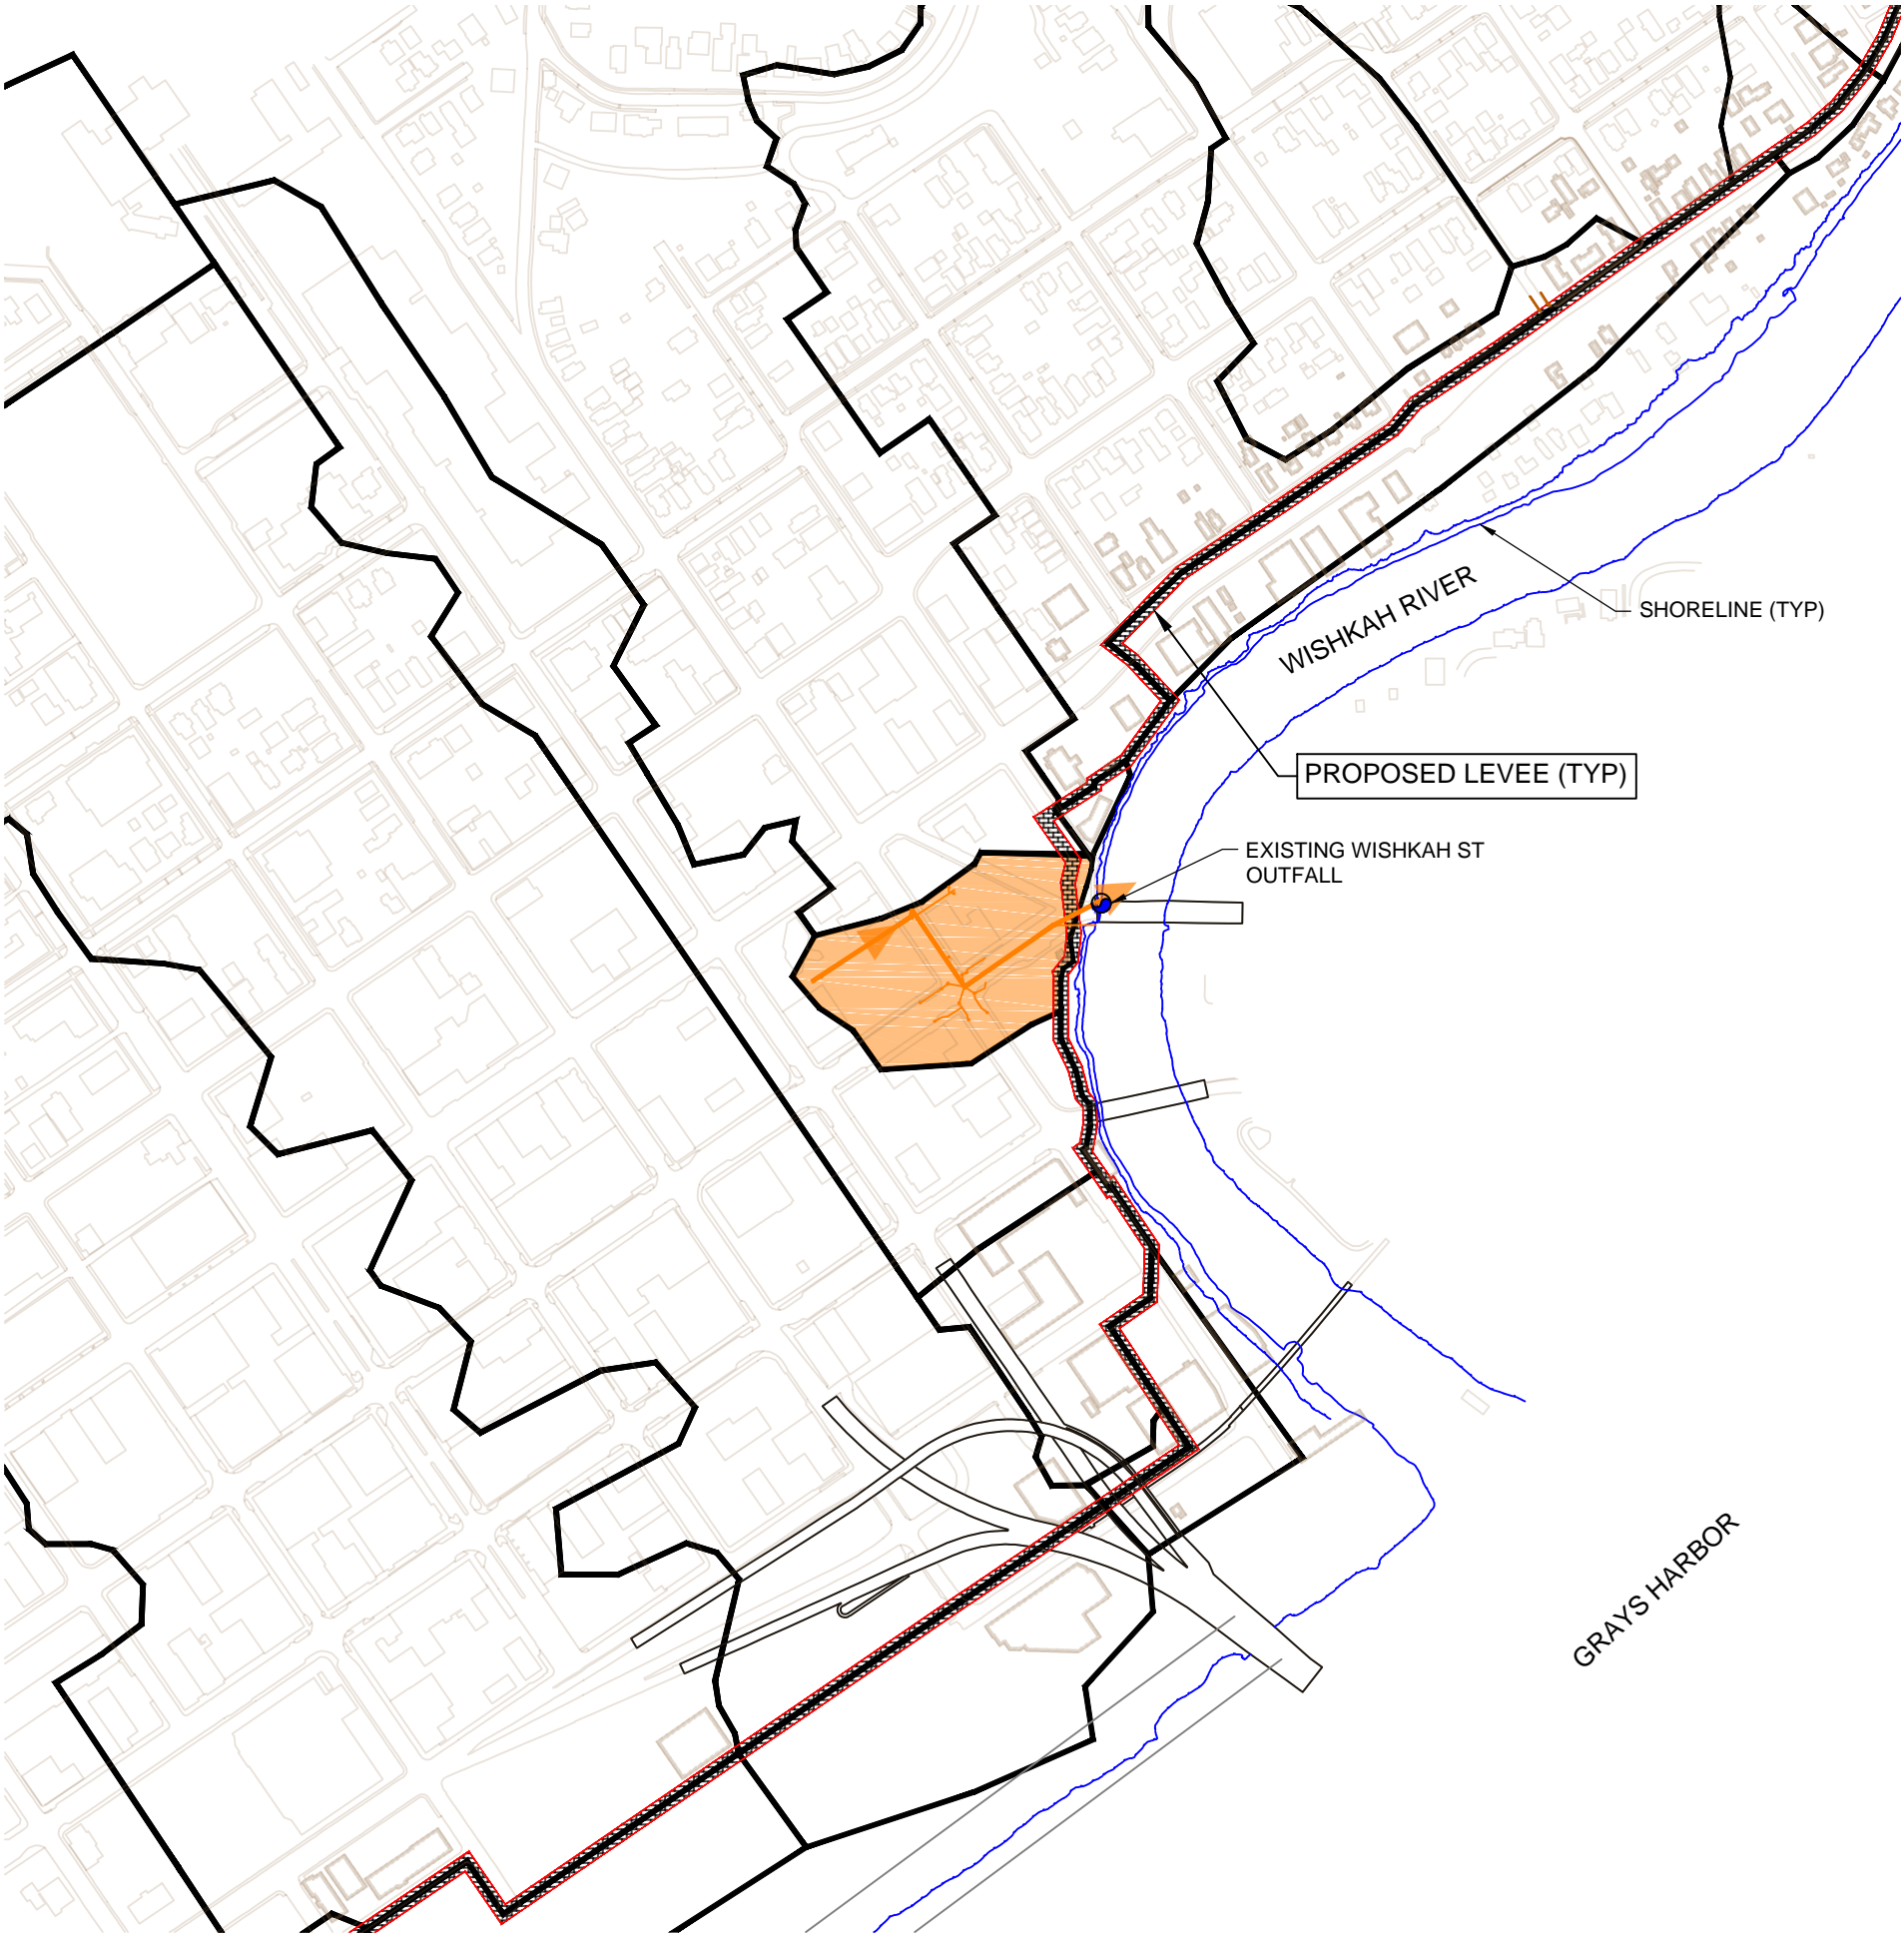 SHORELINE (TYP)
WISHKAH RIVER
PROPOSED LEVEE (TYP)
EXISTING WISHKAH ST
OUTFALL
GRAYS HARBOR